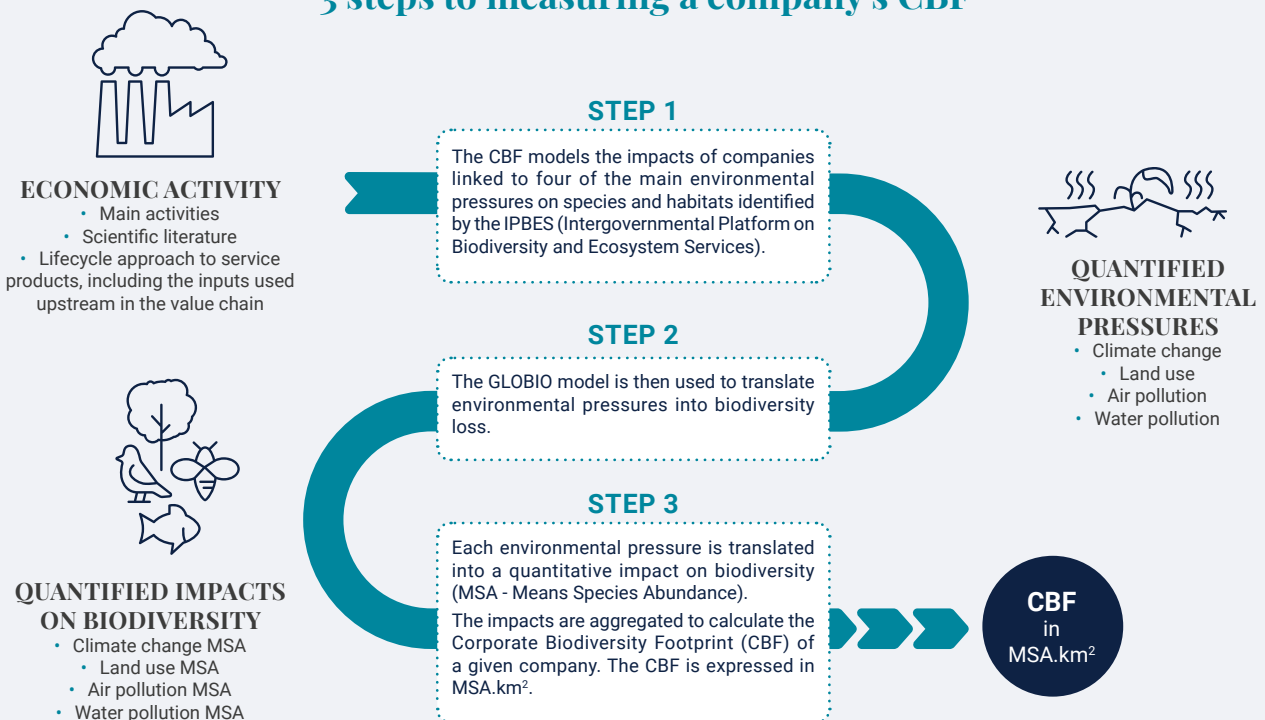 3 steps to measuring a company's CBF
ECONOMIC ACTIVITY
• Main activities
• Scientific literature
• Lifecycle approach to service
products, including the inputs used
upstream in the value chain
STEP 1
The CBF models the impacts of companies
linked to four of the main environmental
pressures on species and habitats identified
by the IPBES (Intergovernmental Platform on
Biodiversity and Ecosystem Services).
QUANTIFIED
ENVIRONMENTAL
PRESSURES
• Climate change
• Land use
• Air pollution
• Water pollution
STEP 2
The GLOBIO model is then used to translate
environmental pressures into biodiversity
loss.
QUANTIFIED IMPACTS
ON BIODIVERSITY
• Climate change MSA
• Land use MSA
• Air pollution MSA
• Water pollution MSA
STEP 3
Each environmental pressure is translated
into a quantitative impact on biodiversity
(MSA - Means Species Abundance).
The impacts are aggregated to calculate the
Corporate Biodiversity Footprint (CBF) of
a given company. The CBF is expressed in
MSA.km².
CBF
in
MSA.km²